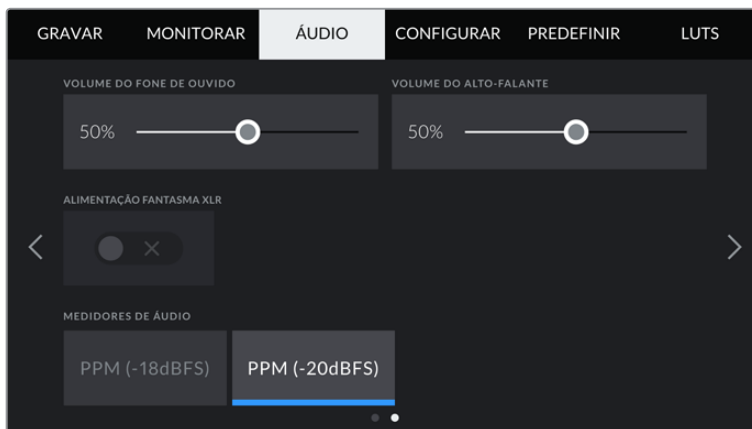 GRAVAR MONITORAR ÁUDIO CONFIGURAR PREDEFINIR LUTS
VOLUME DO FONE DE OUVIDO VOLUME DO ALTO-FALANTE
50% 50%
ALIMENTAÇÃO FANTASMA XLR
MEDIDORES DE ÁUDIO
PPM (-18dBFS) PPM (-20dBFS)